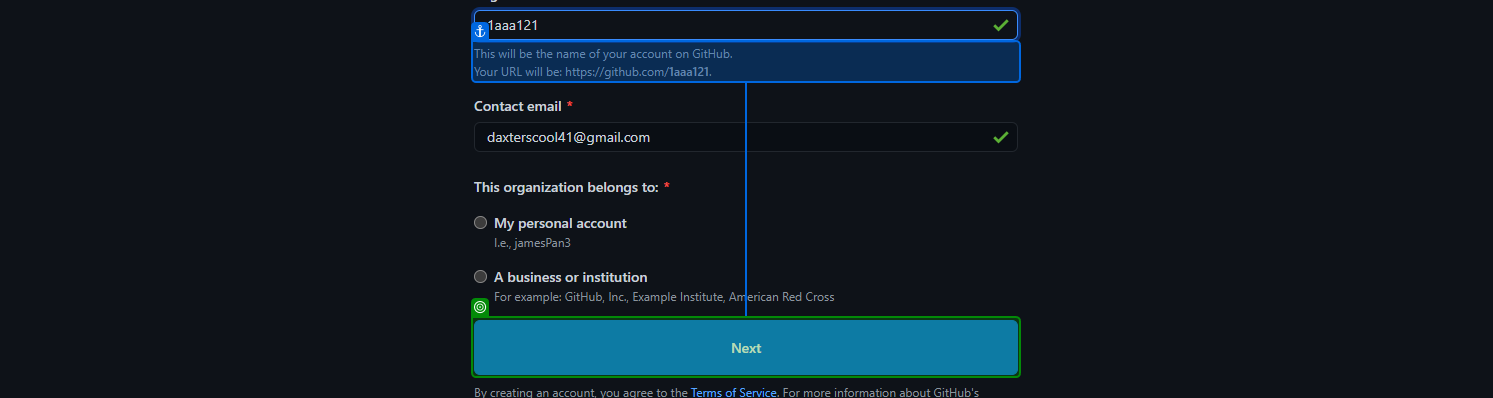 1aaa121
This will be the name of your account on GitHub.
Your URL will be: https://github.com/1aaa121.
Contact email *
daxterscool41@gmail.com
This organization belongs to: *
My personal account
I.e., jamesPan3
A business or institution
For example: GitHub, Inc., Example Institute, American Red Cross
Next
By creating an account, you agree to the Terms of Service. For more information about GitHub's